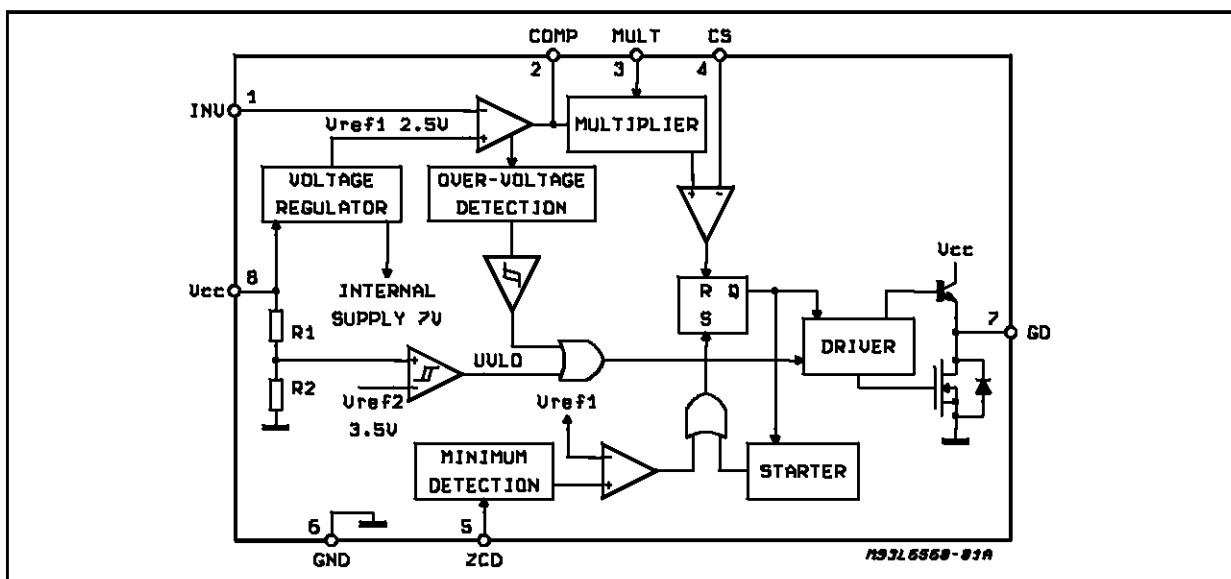 COMP MULT CS
2 3 4
INV 1
Vref1 2.5V
MULTIPLIER
VOLTAGE
REGULATOR
OVER-VOLTAGE
DETECTION
Vcc 8
INTERNAL
SUPPLY 7V
R Q
S
Vcc
7
GD
DRIVER
R1
R2
UVLO
Vref2
3.5V
Vref1
MINIMUM
DETECTION
STARTER
6
GND
5
ZCD
M93L6560-01A